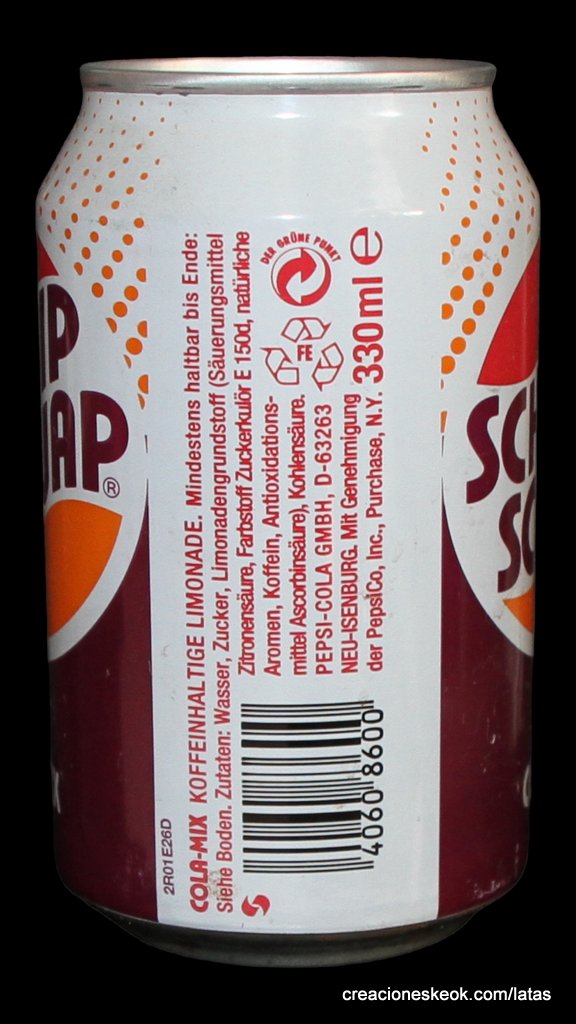 IP
WAP®
COLA-MIX KOFFEINHALTIGE LIMONADE. Mindestens haltbar bis Ende:
Siehe Boden. Zutaten: Wasser, Zucker, Limonadengrundstoff (Säuerungsmittel
Zitronensäure, Farbstoff Zuckerkulör E 150d, natürliche
Aromen, Koffein, Antioxidations-
mittel Ascorbinsäure), Kohlensäure.
PEPSI-COLA GMBH, D-63263
NEU-ISENBURG. Mit Genehmigung
der PepsiCo, Inc., Purchase, N.Y. 330 ml e
DER GRÜNE PUNKT
FE
4060 8600
2R01E26D
SCH
SC
creacioneskeok.com/latas